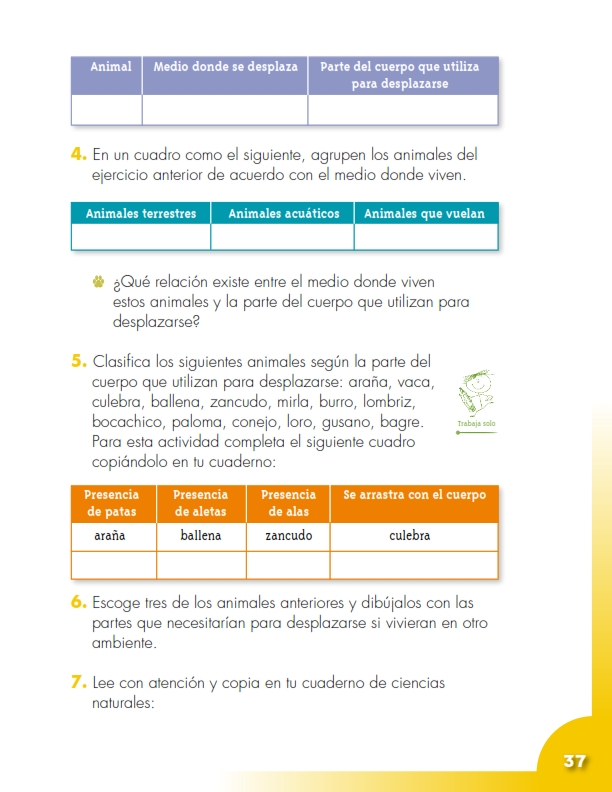 Animal Medio donde se desplaza Parte del cuerpo que utiliza
para desplazarse
4. En un cuadro como el siguiente, agrupen los animales del
ejercicio anterior de acuerdo con el medio donde viven.
Animales terrestres Animales acuáticos Animales que vuelan
¿Qué relación existe entre el medio donde viven
estos animales y la parte del cuerpo que utilizan para
desplazarse?
5. Clasifica los siguientes animales según la parte del
cuerpo que utilizan para desplazarse: araña, vaca,
culebra, ballena, zancudo, mirla, burro, lombriz,
bocachico, paloma, conejo, loro, gusano, bagre.
Para esta actividad completa el siguiente cuadro
copiándolo en tu cuaderno:
Trabaja solo
Presencia Presencia Presencia Se arrastra con el cuerpo
de patas de aletas de alas
araña ballena zancudo culebra
6. Escoge tres de los animales anteriores y dibújalos con las
partes que necesitarían para desplazarse si vivieran en otro
ambiente.
7. Lee con atención y copia en tu cuaderno de ciencias
naturales:
37